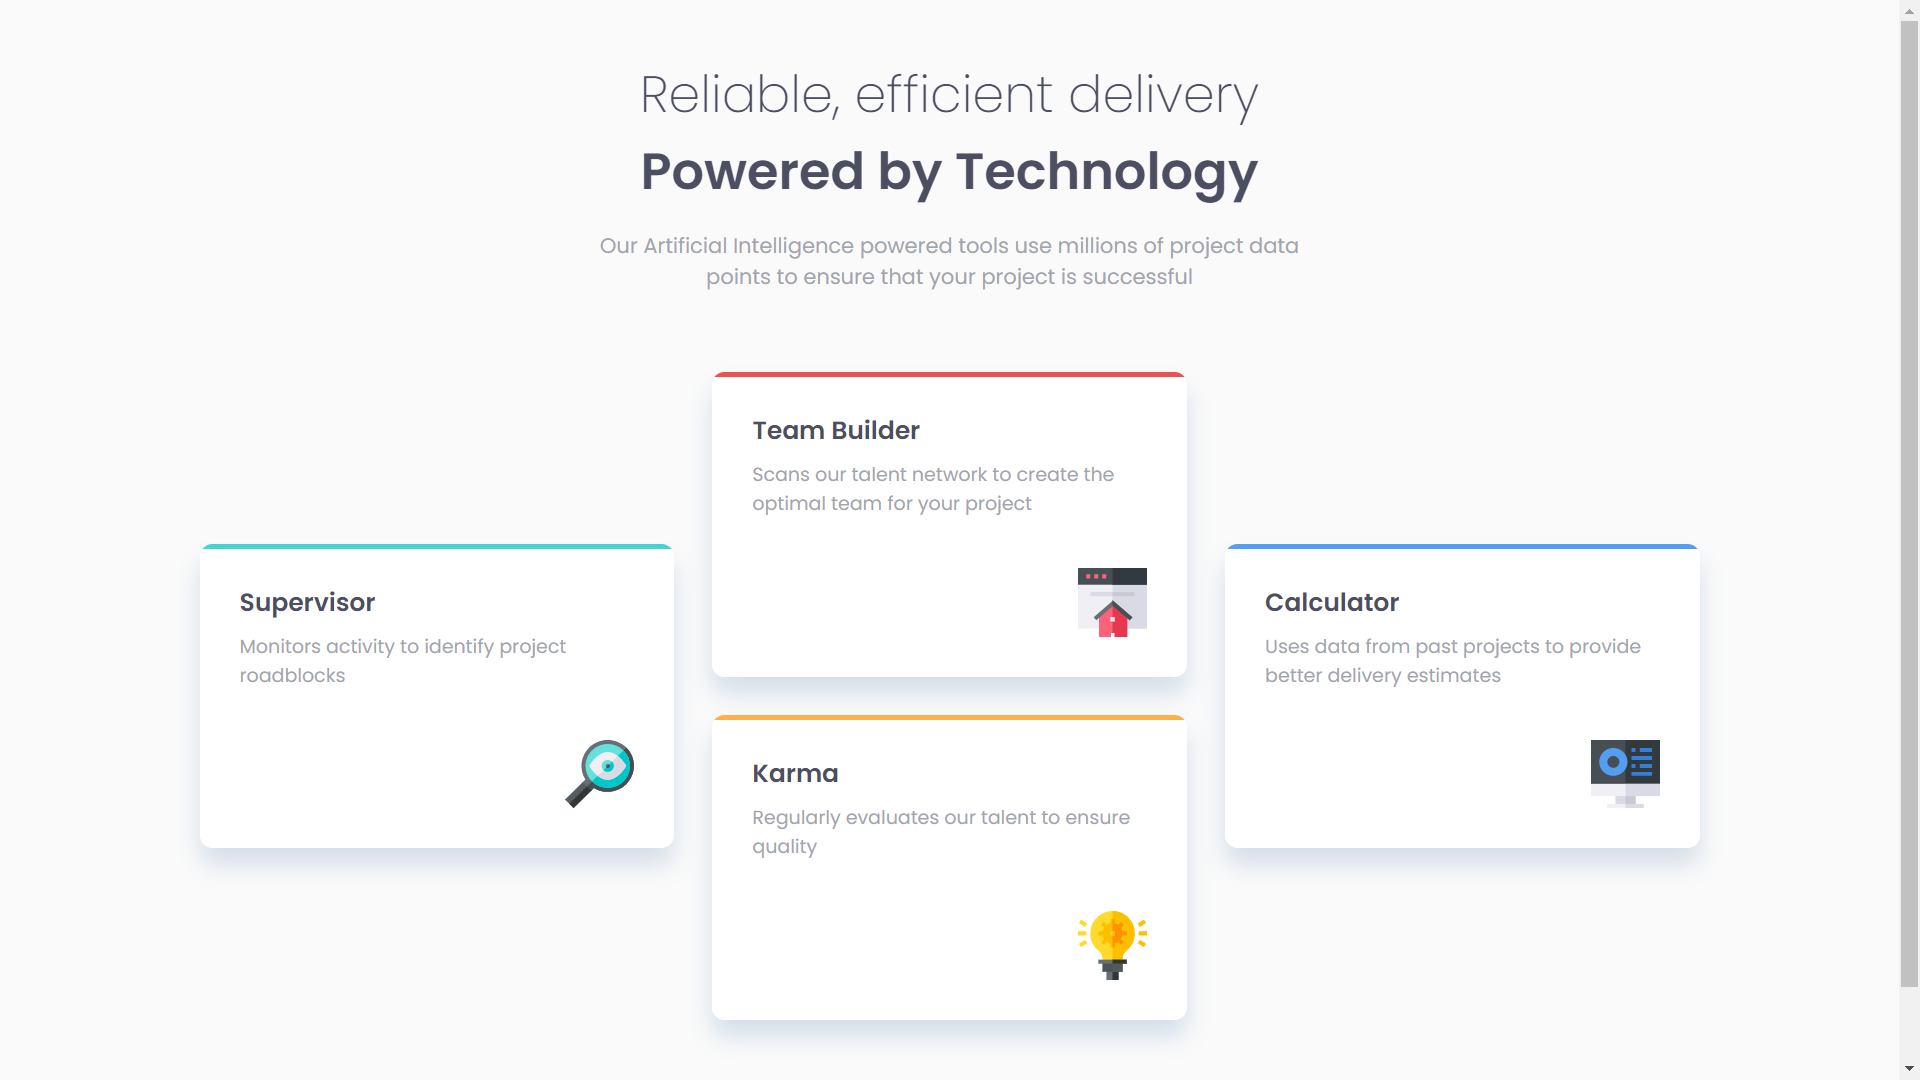 Reliable, efficient delivery
Powered by Technology
Our Artificial Intelligence powered tools use millions of project data
points to ensure that your project is successful
Supervisor
Monitors activity to identify project
roadblocks
Team Builder
Scans our talent network to create the
optimal team for your project
Karma
Regularly evaluates our talent to ensure
quality
Calculator
Uses data from past projects to provide
better delivery estimates